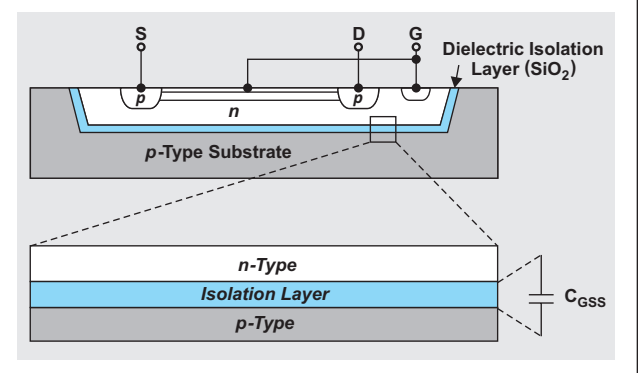 S D G
Dielectric Isolation
Layer (SiO2)
p p
n
p-Type Substrate
n-Type
Isolation Layer
CGSS
p-Type